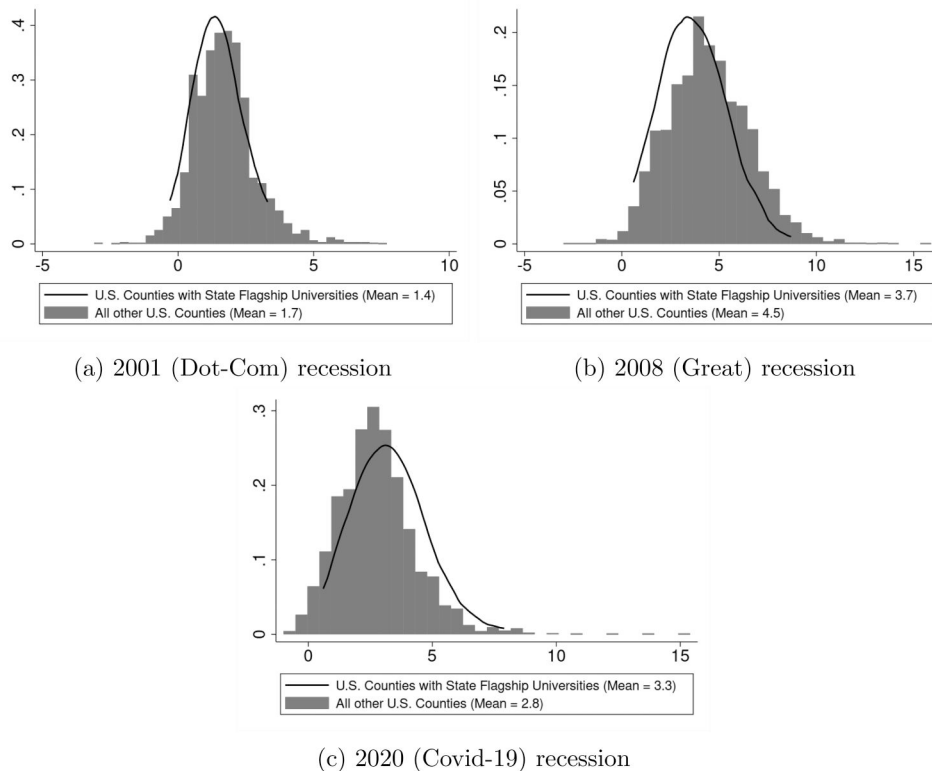 .4
.3
.2
.1
0
-5 0 5 10
U.S. Counties with State Flagship Universities (Mean = 1.4)
All other U.S. Counties (Mean = 1.7)
(a) 2001 (Dot-Com) recession
.2
.15
.1
.05
0
-5 0 5 10 15
U.S. Counties with State Flagship Universities (Mean = 3.7)
All other U.S. Counties (Mean = 4.5)
(b) 2008 (Great) recession
.3
.2
.1
0
0 5 10 15
U.S. Counties with State Flagship Universities (Mean = 3.3)
All other U.S. Counties (Mean = 2.8)
(c) 2020 (Covid-19) recession